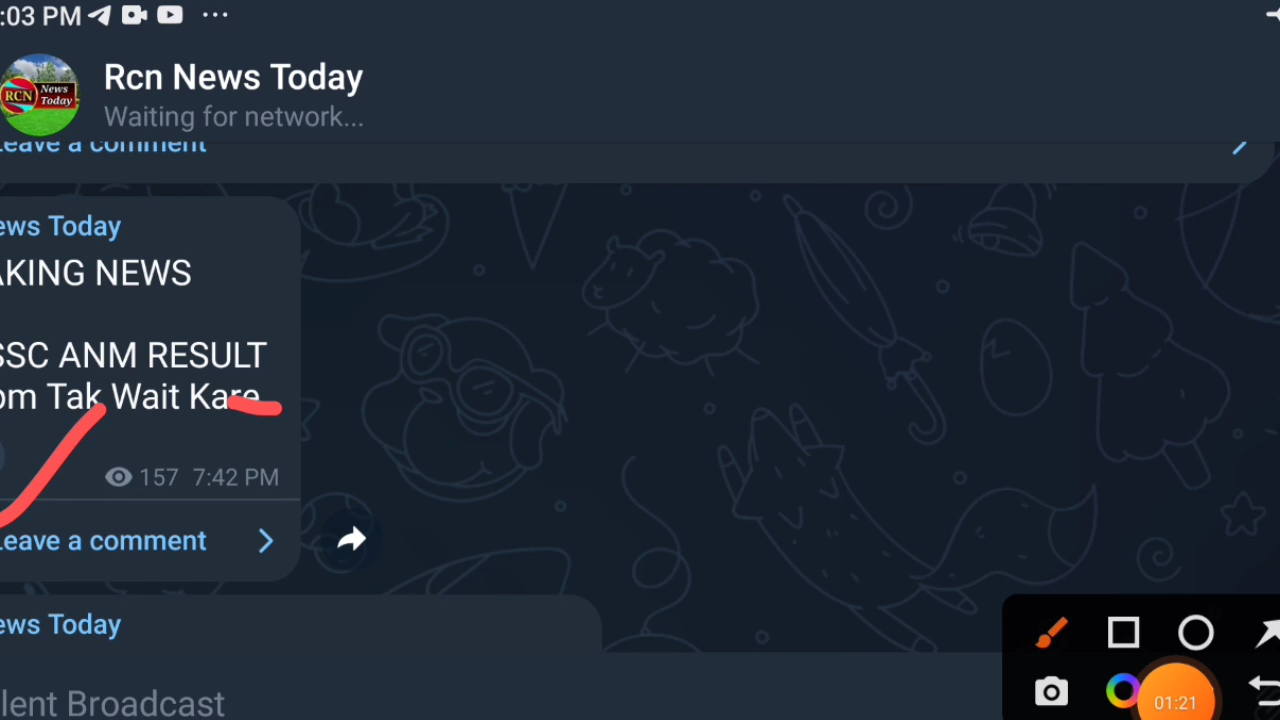 :03 PM
Rcn News Today
RCN News Today
Waiting for network...
Leave a comment
ews Today
AKING NEWS
SSC ANM RESULT
om Tak Wait Kare
157 7:42 PM
Leave a comment
ews Today
lent Broadcast
01:21